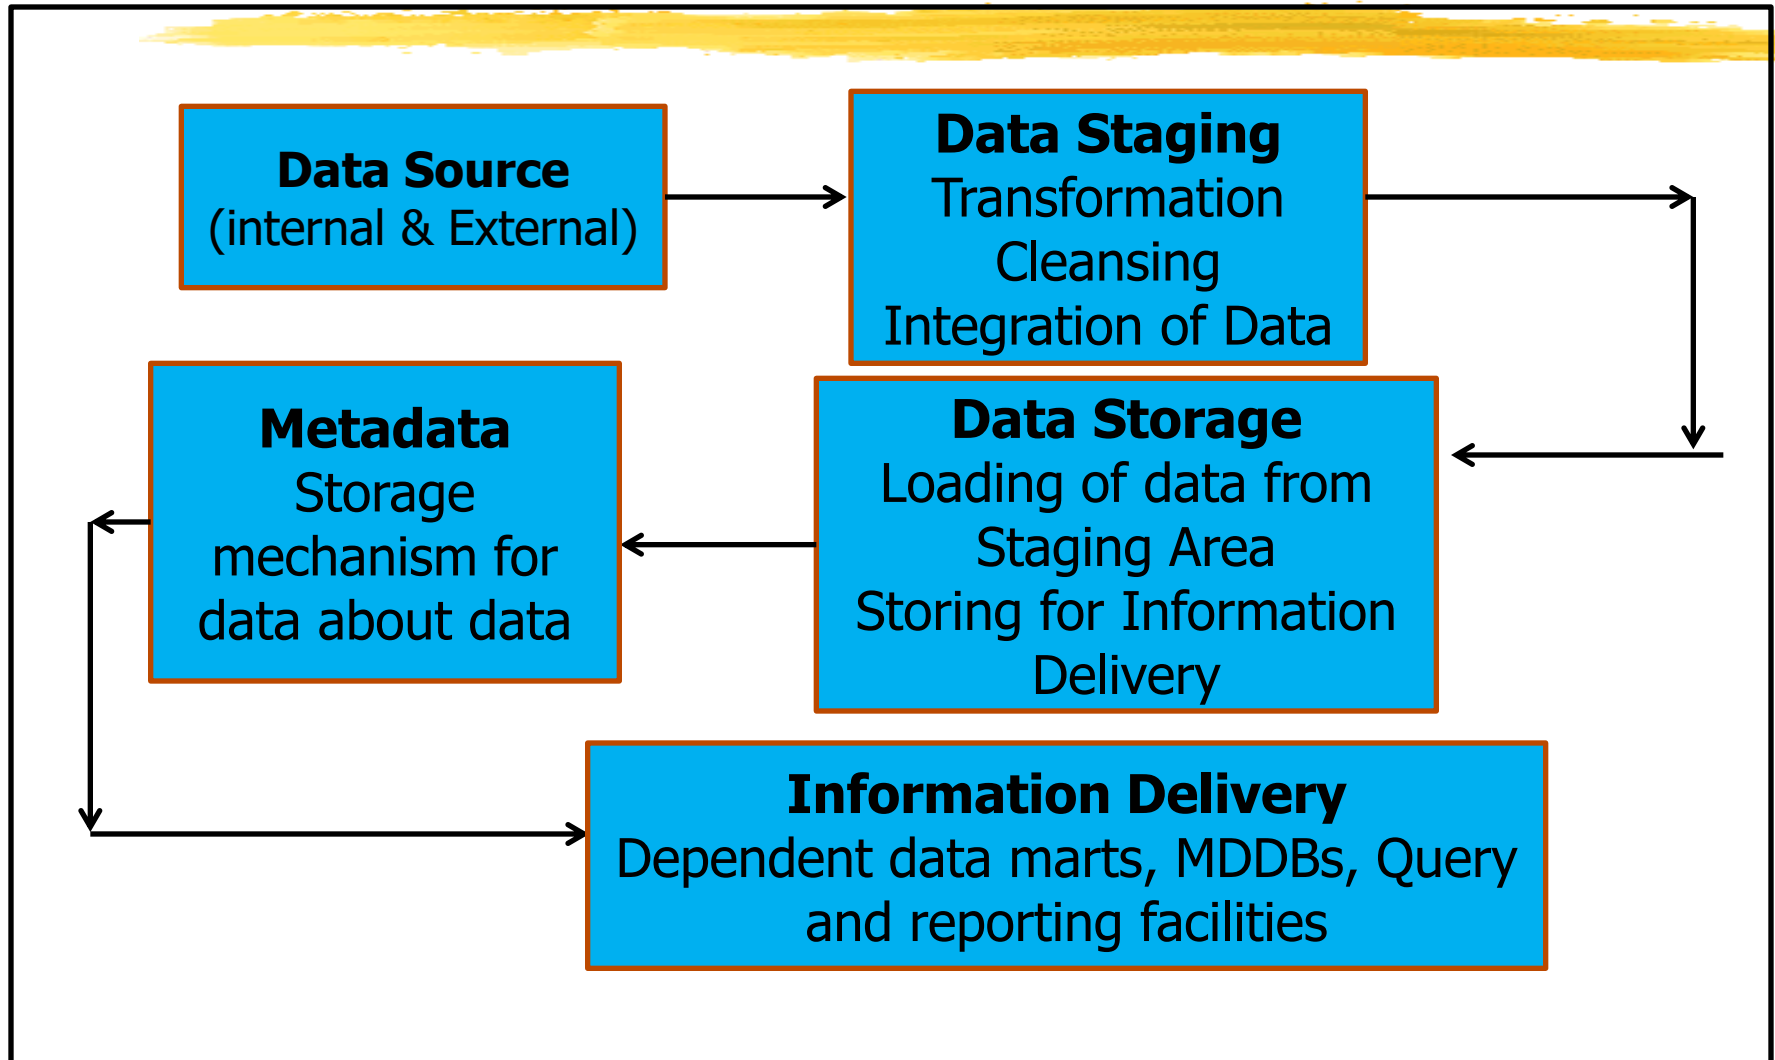 Data Source
(internal & External)
Data Staging
Transformation
Cleansing
Integration of Data
Metadata
Storage
mechanism for
data about data
Data Storage
Loading of data from
Staging Area
Storing for Information
Delivery
Information Delivery
Dependent data marts, MDDBs, Query
and reporting facilities